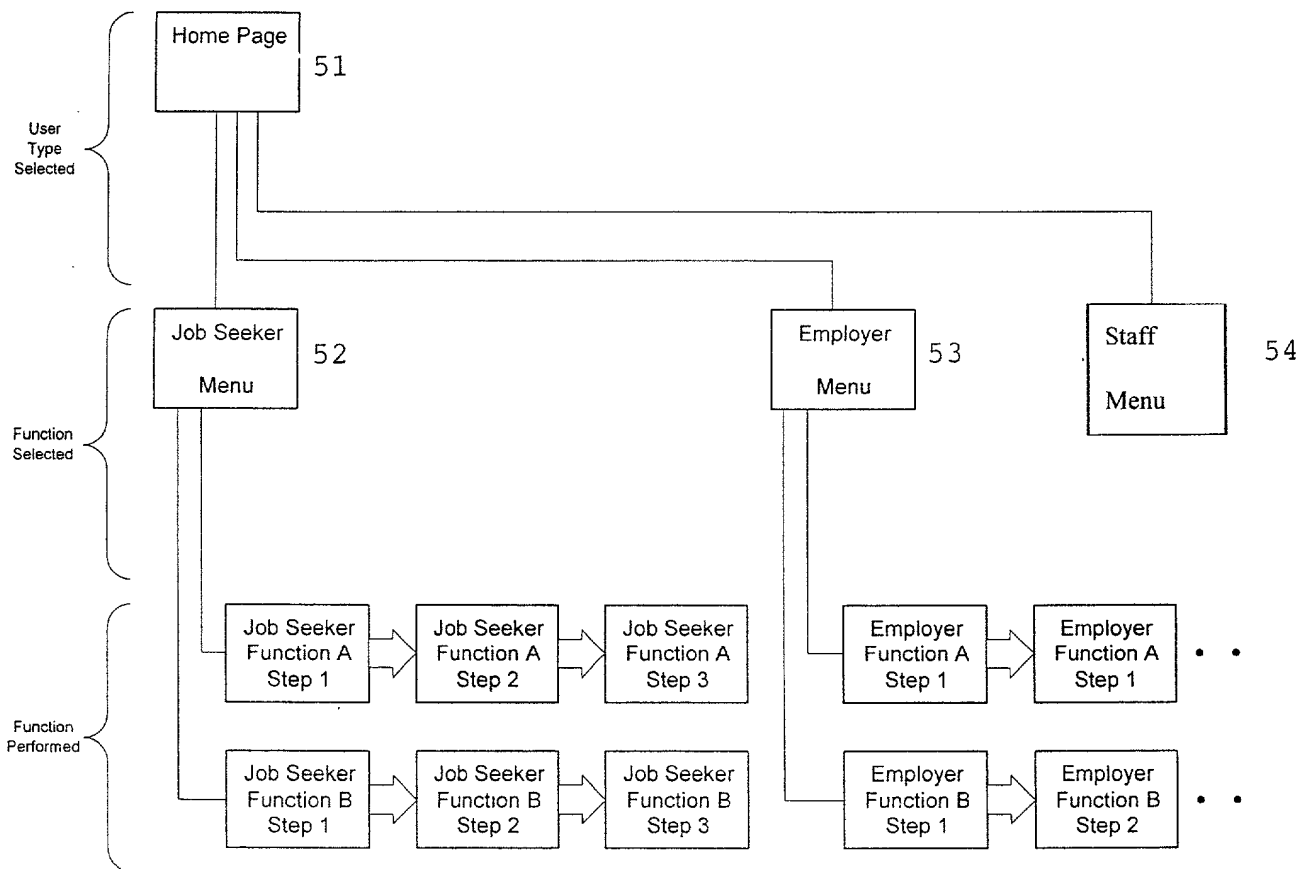 Home Page
51
User
Type
Selected
Job Seeker
Menu
52
Employer
Menu
53
Staff
Menu
54
Function
Selected
Job Seeker
Function A
Step 1
Job Seeker
Function A
Step 2
Job Seeker
Function A
Step 3
Employer
Function A
Step 1
Employer
Function A
Step 1
Function
Performed
Job Seeker
Function B
Step 1
Job Seeker
Function B
Step 2
Job Seeker
Function B
Step 3
Employer
Function B
Step 1
Employer
Function B
Step 2